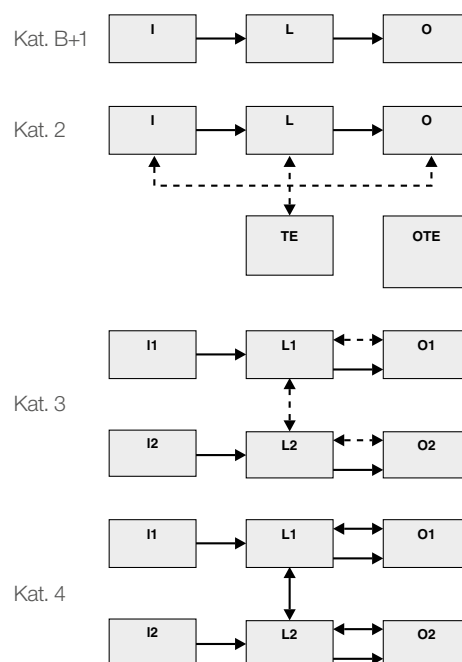 Kat. B+1
I L O
Kat. 2
I L O
TE OTE
Kat. 3
I1 L1 O1
I2 L2 O2
Kat. 4
I1 L1 O1
I2 L2 O2